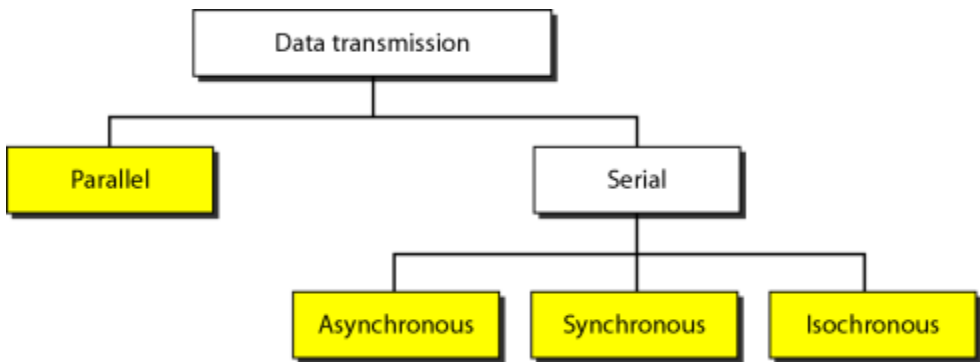 Data transmission
Parallel
Serial
Asynchronous
Synchronous
Isochronous